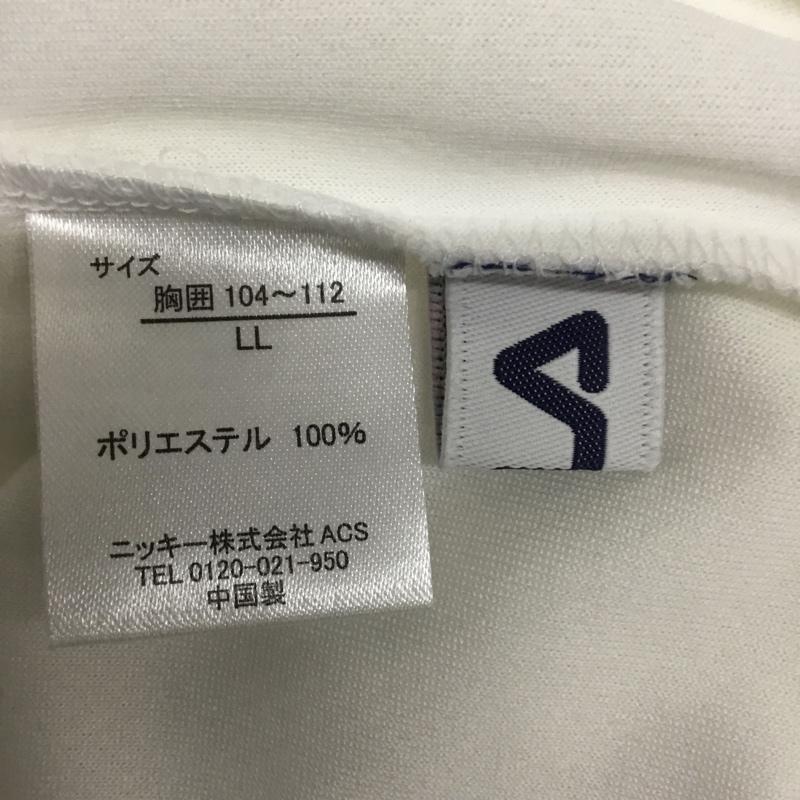 サイズ
胸囲 104～112
LL
ポリエステル 100%
ニッキー株式会社 ACS
TEL 0120-021-950
中国製